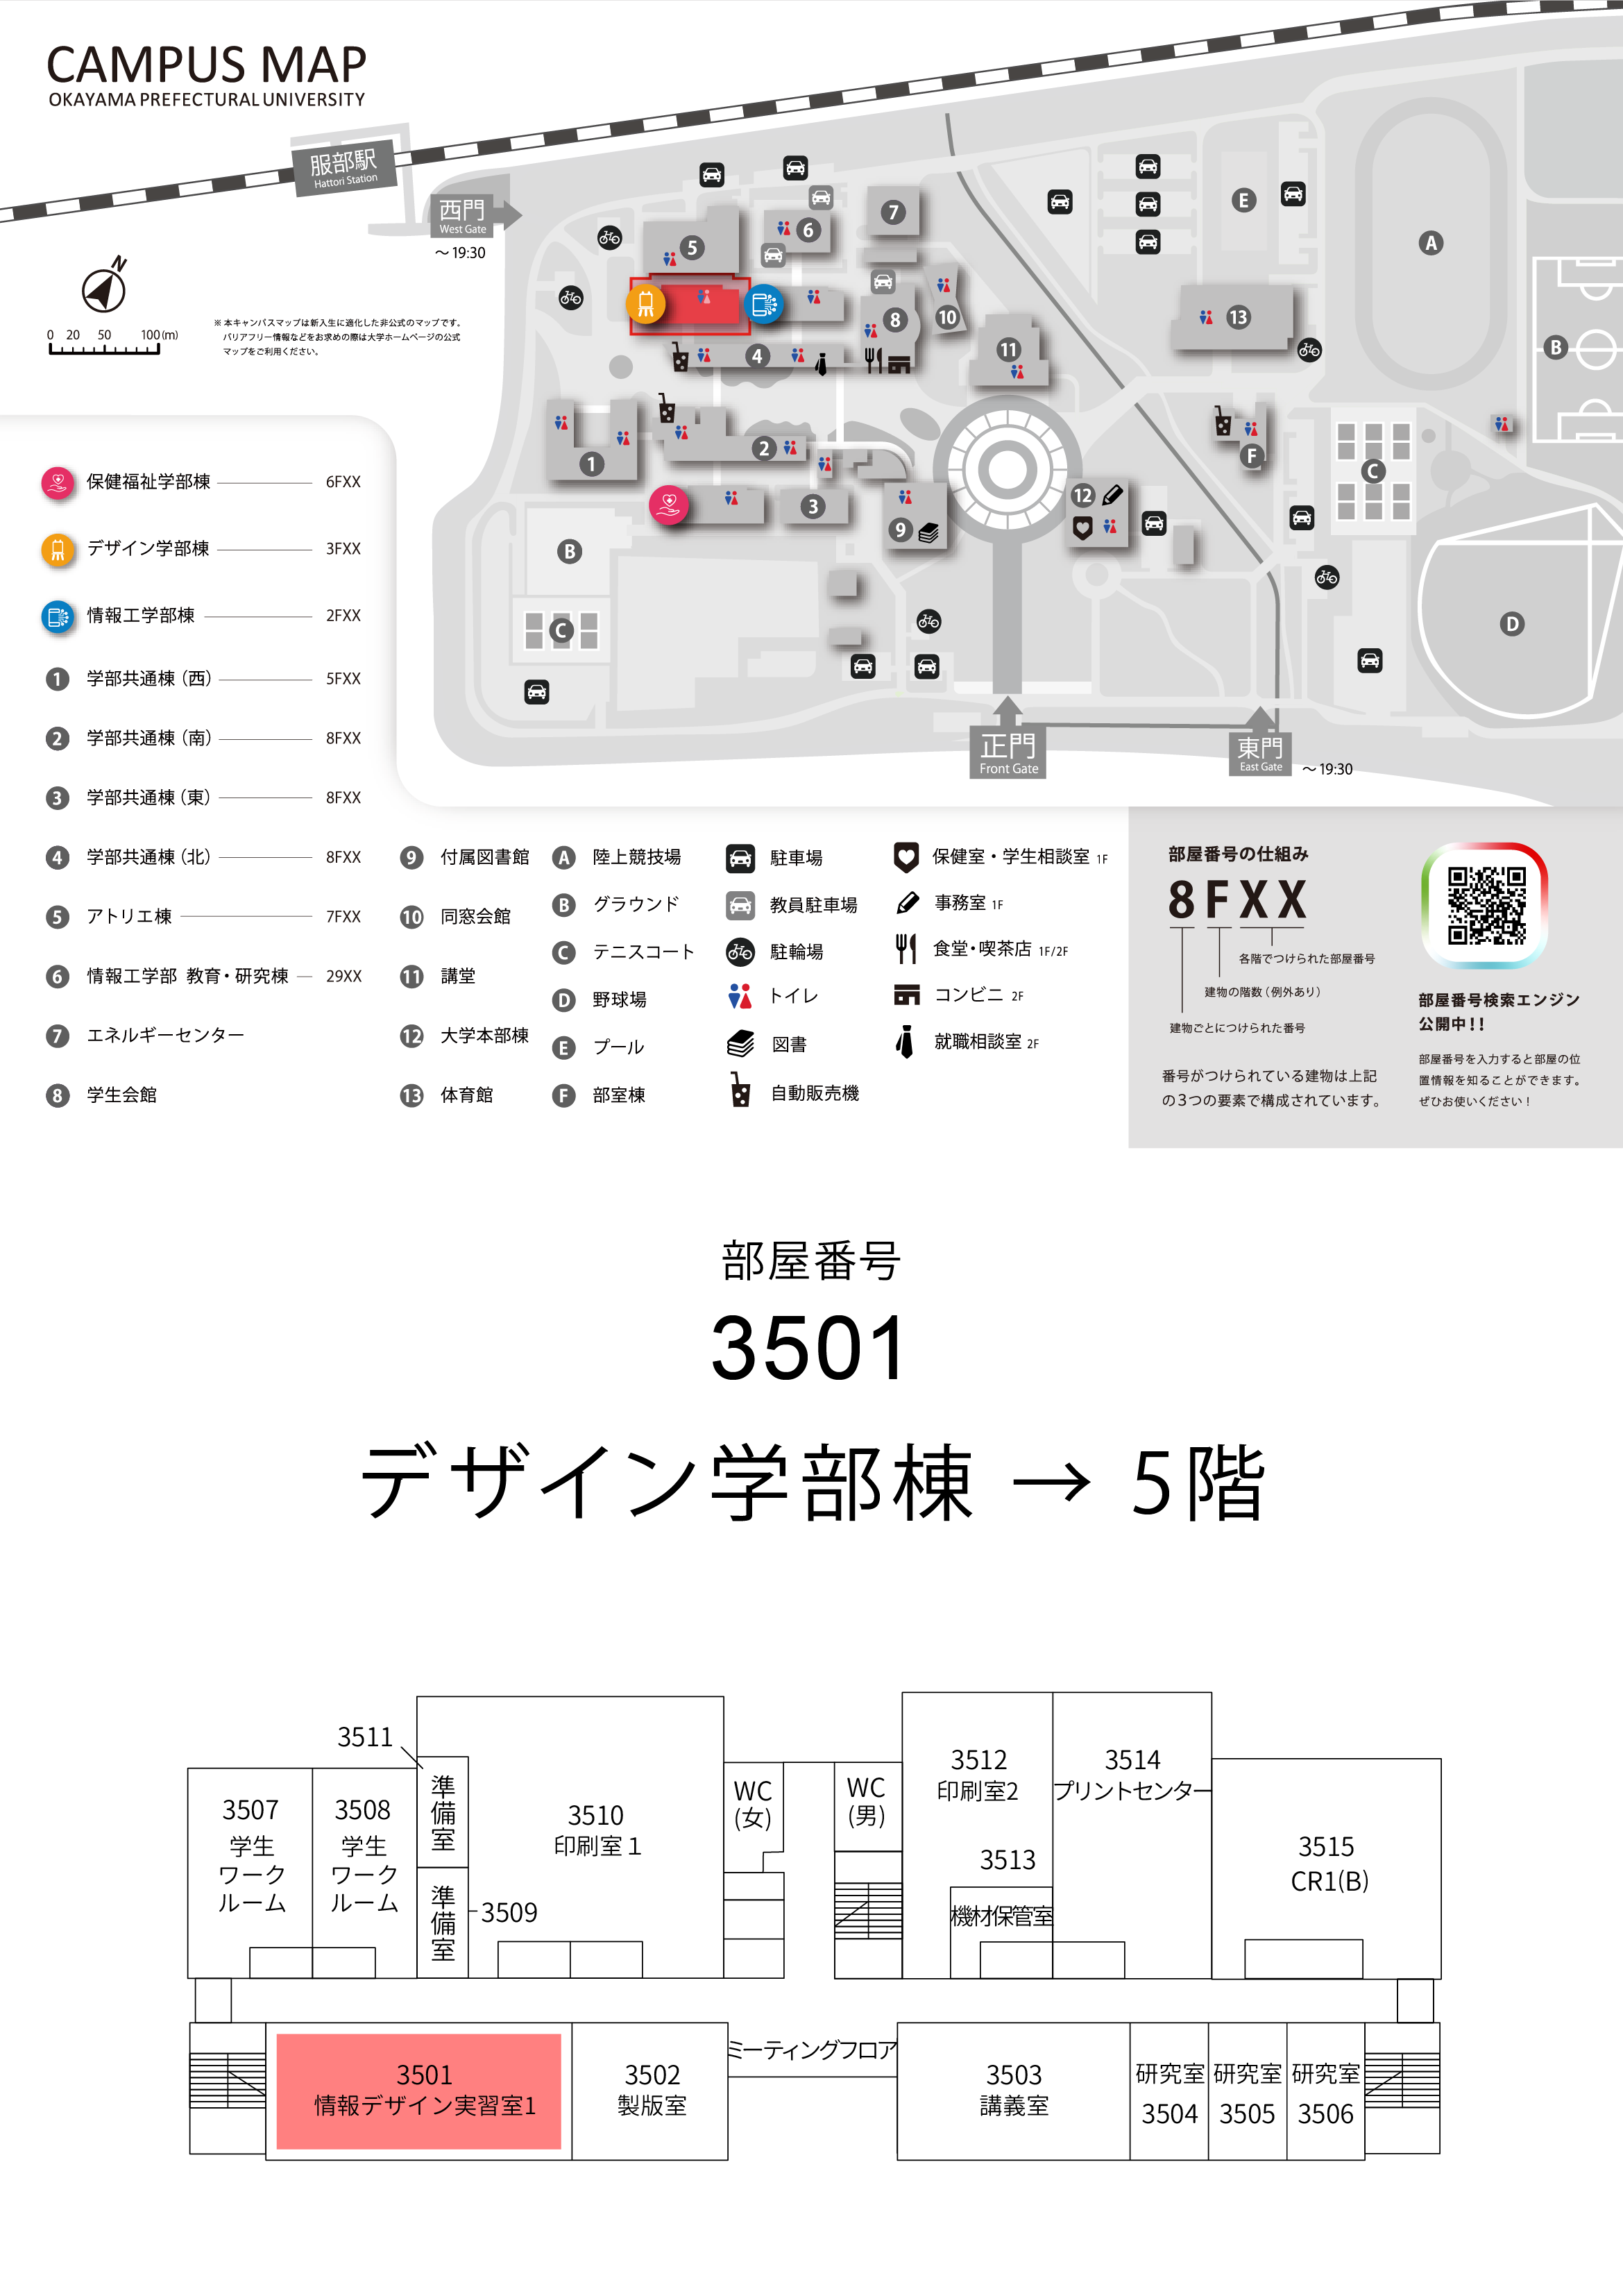 CAMPUS MAP
OKAYAMA PREFECTURAL UNIVERSITY
服部駅
Hattori Station
西門
West Gate
～19:30
N
0 20 50 100(m)
※ 本キャンパスマップは新入生に適化した非公式のマップです。
バリアフリー情報などをお求めの際は大学ホームページの公式
マップをご利用ください。
5
6
7
8
10
11
4
1
2
3
9
12
13
A
B
C
D
E
F
B
C
正門
Front Gate
東門
East Gate
～19:30
保健福祉学部棟 6FXX
デザイン学部棟 3FXX
情報工学部棟 2FXX
1 学部共通棟（西） 5FXX
2 学部共通棟（南） 8FXX
3 学部共通棟（東） 8FXX
4 学部共通棟（北） 8FXX
5 アトリエ棟 7FXX
6 情報工学部 教育・研究棟 29XX
7 エネルギーセンター
8 学生会館
9 付属図書館
10 同窓会館
11 講堂
12 大学本部棟
13 体育館
A 陸上競技場
B グラウンド
C テニスコート
D 野球場
E プール
F 部室棟
駐車場
教員駐車場
駐輪場
トイレ
図書
自動販売機
保健室・学生相談室 1F
事務室 1F
食堂・喫茶店 1F/2F
コンビニ 2F
就職相談室 2F
部屋番号の仕組み
8FXX
各階でつけられた部屋番号
建物の階数（例外あり）
建物ごとにつけられた番号
番号がつけられている建物は上記
の3つの要素で構成されています。
部屋番号検索エンジン
公開中！！
部屋番号を入力すると部屋の位
置情報を知ることができます。
ぜひお使いください！
部屋番号
3501
デザイン学部棟 → 5階
3511
3507
学生
ワーク
ルーム
3508
学生
ワーク
ルーム
準備室
準備室
3509
3510
印刷室1
WC
(女)
WC
(男)
3512
印刷室2
3513
機材保管室
3514
プリントセンター
3515
CR1(B)
3501
情報デザイン実習室1
3502
製版室
ミーティングフロア
3503
講義室
研究室
3504
研究室
3505
研究室
3506